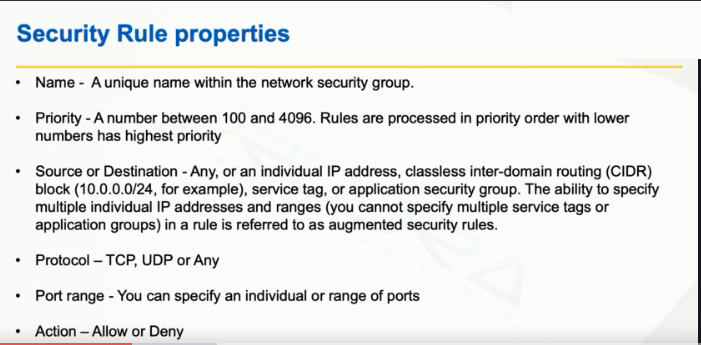 Security Rule properties
• Name - A unique name within the network security group.
• Priority - A number between 100 and 4096. Rules are processed in priority order with lower
numbers has highest priority
• Source or Destination - Any, or an individual IP address, classless inter-domain routing (CIDR)
block (10.0.0.0/24, for example), service tag, or application security group. The ability to specify
multiple individual IP addresses and ranges (you cannot specify multiple service tags or
application groups) in a rule is referred to as augmented security rules.
• Protocol – TCP, UDP or Any
• Port range - You can specify an individual or range of ports
• Action – Allow or Deny